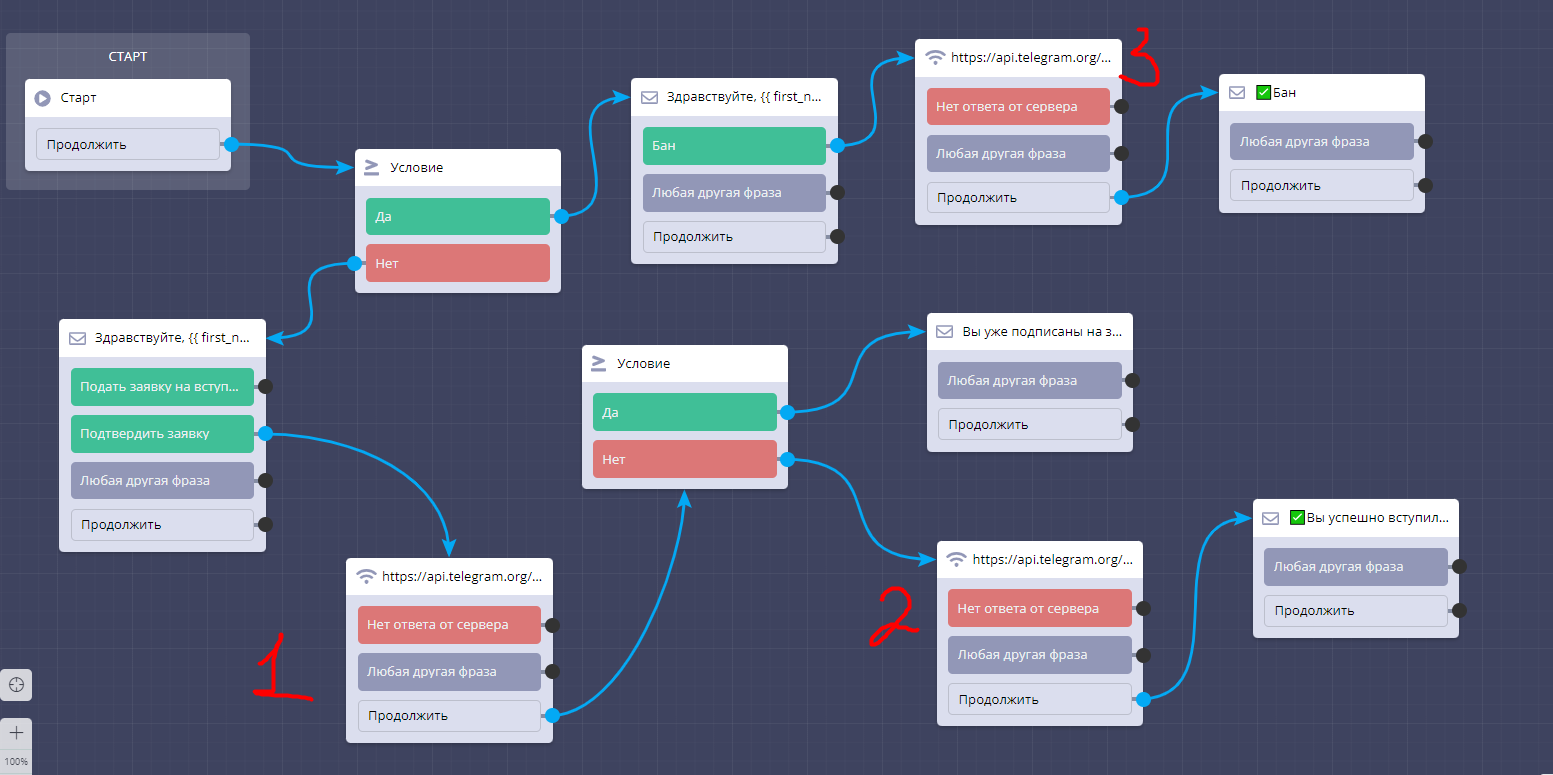 СТАРТ
Старт
Продолжить
Условие
Да
Нет
Здравствуйте, {{ first_n...
Бан
Любая другая фраза
Продолжить
https://api.telegram.org/...
Нет ответа от сервера
Любая другая фраза
Продолжить
3
✅Бан
Любая другая фраза
Продолжить
Здравствуйте, {{ first_n...
Подать заявку на вступ...
Подтвердить заявку
Любая другая фраза
Продолжить
https://api.telegram.org/...
Нет ответа от сервера
Любая другая фраза
Продолжить
1
Условие
Да
Нет
Вы уже подписаны на з...
Любая другая фраза
Продолжить
https://api.telegram.org/...
Нет ответа от сервера
Любая другая фраза
Продолжить
2
✅Вы успешно вступил...
Любая другая фраза
Продолжить
100%